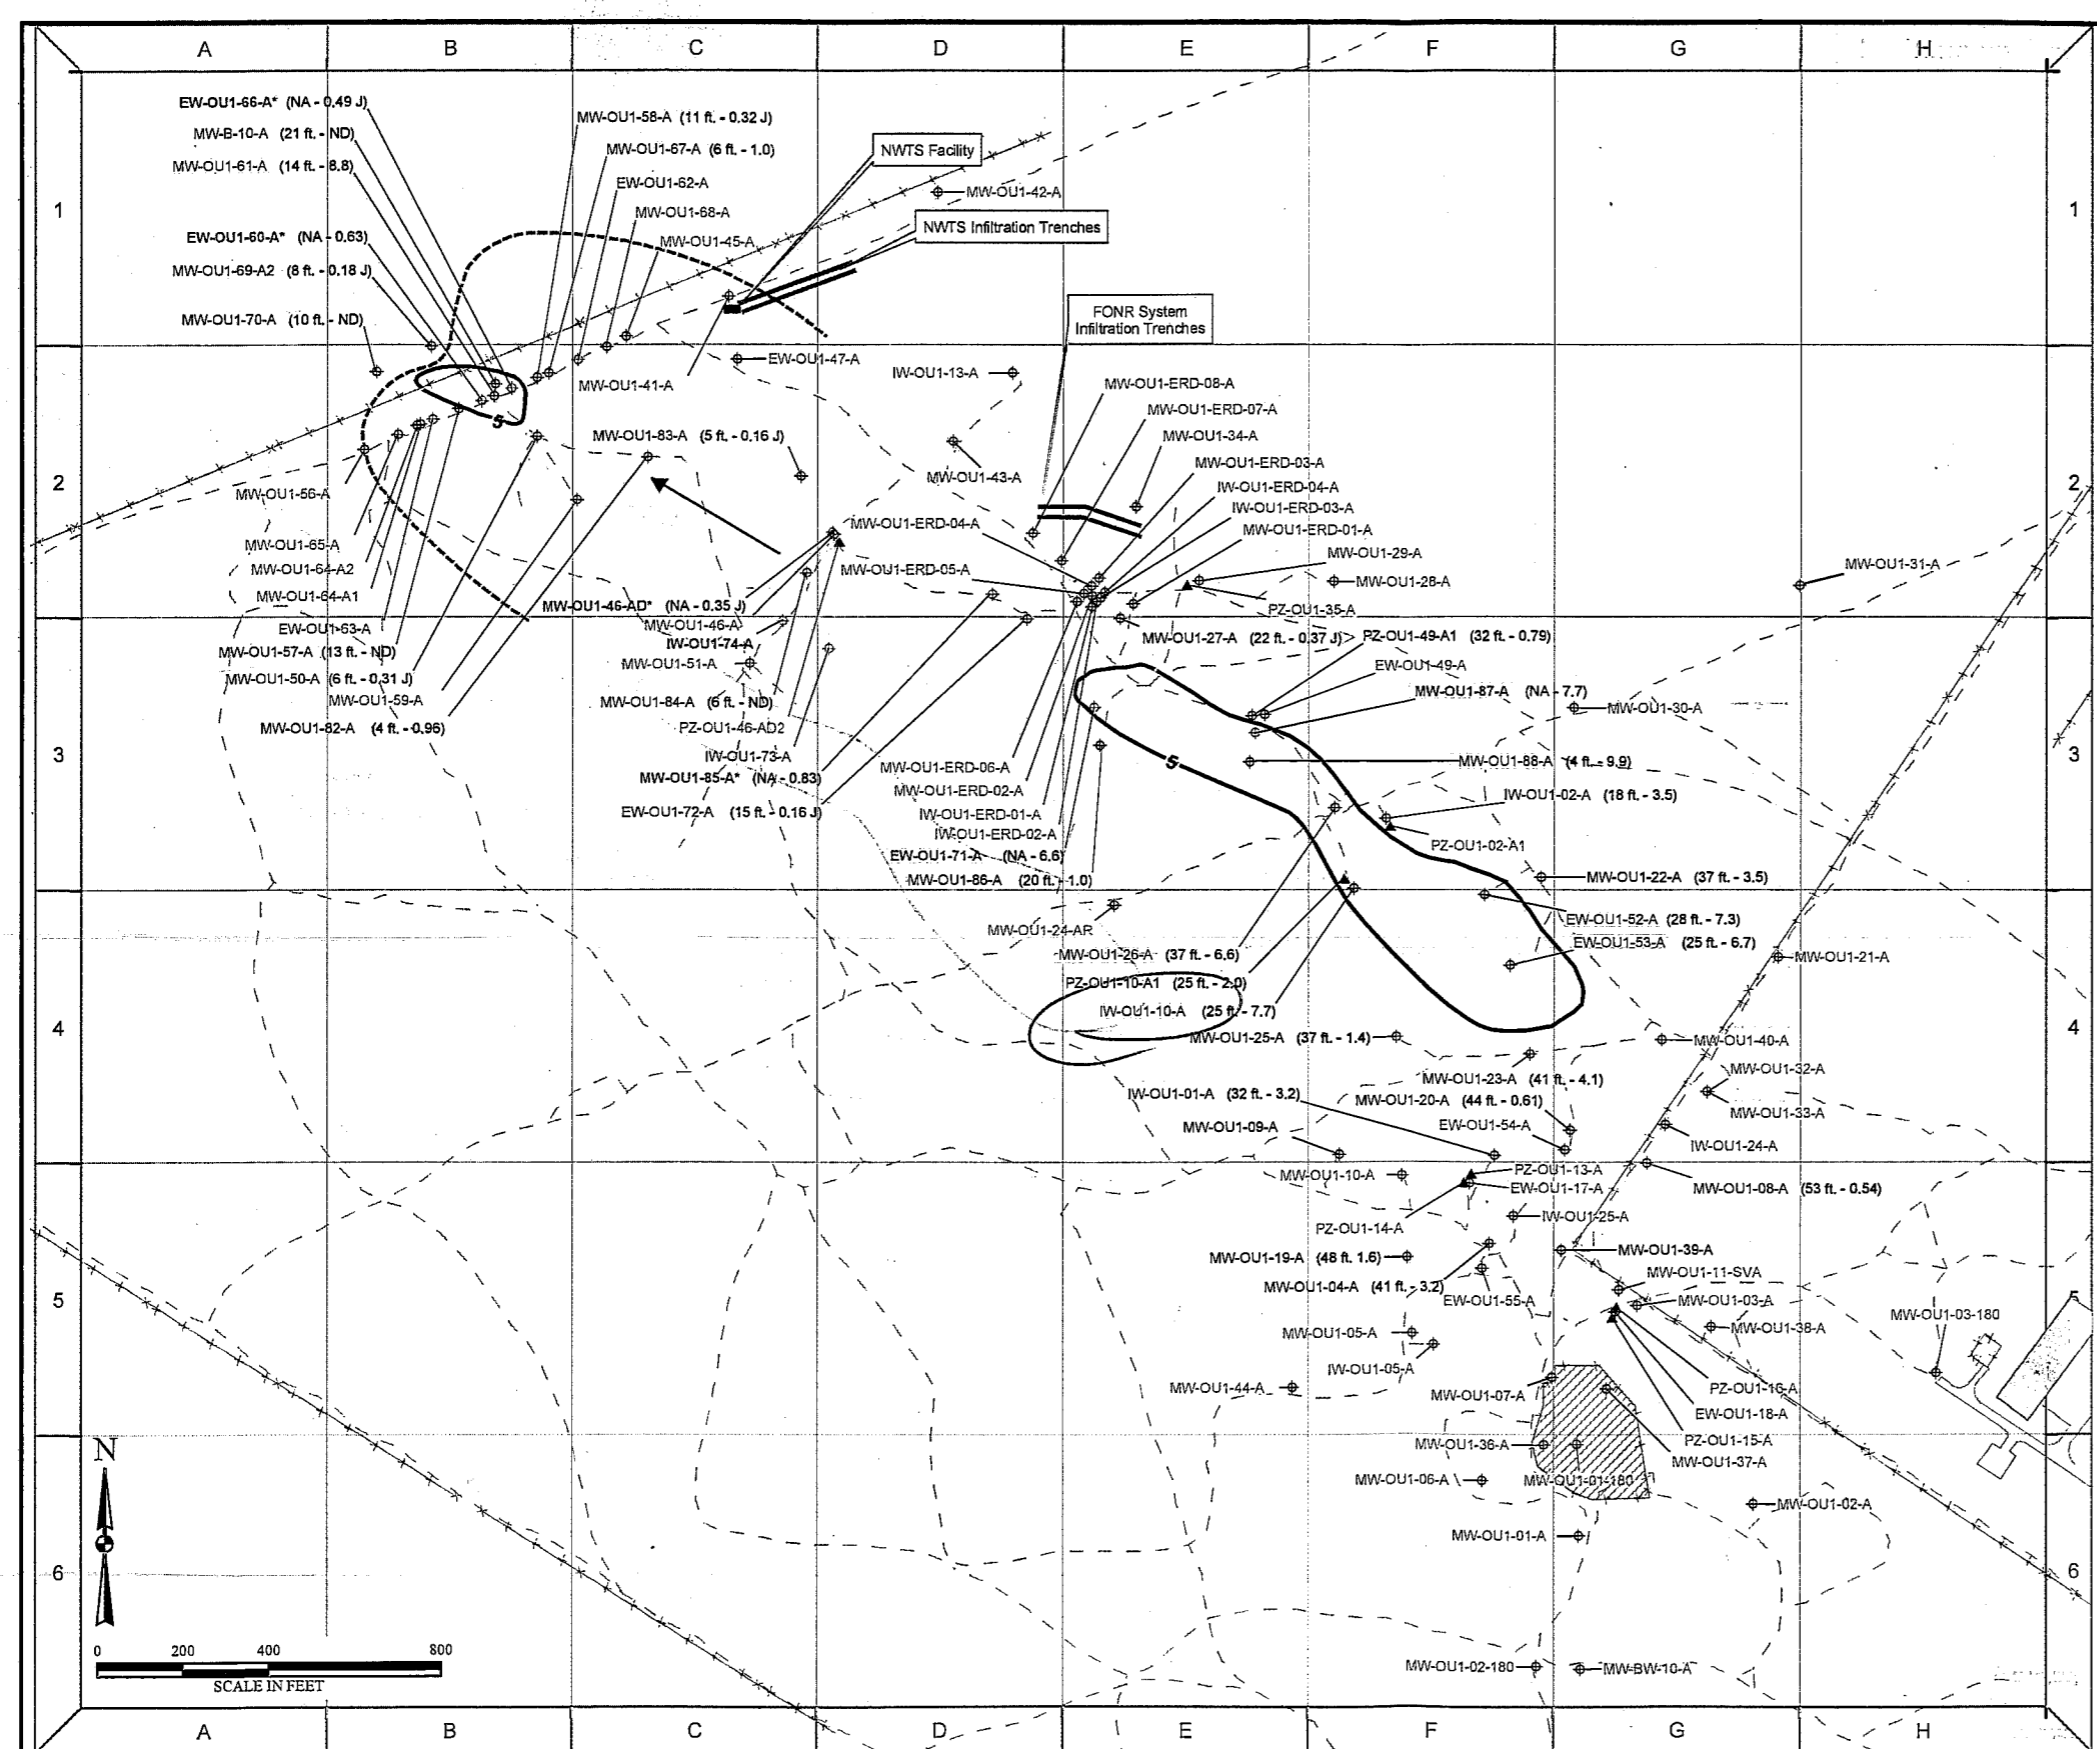 A B C D E F G H
EW-OU1-66-A* (NA - 0.49 J)
MW-B-10-A (21 ft. - ND)
MW-OU1-61-A (14 ft. - 8.8)
EW-OU1-60-A* (NA - 0.63)
MW-OU1-69-A2 (8 ft. - 0.18 J)
MW-OU1-70-A (10 ft. - ND)
MW-OU1-58-A (11 ft. - 0.32 J)
MW-OU1-67-A (6 ft. - 1.0)
EW-OU1-62-A
MW-OU1-68-A
MW-OU1-45-A
NWTS Facility
MW-OU1-42-A
NWTS Infiltration Trenches
1
1
FONR System
Infiltration Trenches
EW-OU1-47-A
MW-OU1-41-A
IW-OU1-13-A
MW-OU1-43-A
MW-OU1-83-A (5 ft. - 0.16 J)
5
MW-OU1-ERD-08-A
MW-OU1-ERD-07-A
MW-OU1-34-A
MW-OU1-ERD-03-A
IW-OU1-ERD-04-A
IW-OU1-ERD-03-A
MW-OU1-ERD-01-A
MW-OU1-29-A
MW-OU1-28-A
PZ-OU1-35-A
MW-OU1-31-A
2
2
MW-OU1-56-A
MW-OU1-65-A
MW-OU1-64-A2
MW-OU1-64-A1
EW-OU1-63-A
MW-OU1-57-A (13 ft. - ND)
MW-OU1-50-A (6 ft. - 0.31 J)
MW-OU1-59-A
MW-OU1-82-A (4 ft. - 0.96)
MW-OU1-ERD-04-A
MW-OU1-ERD-05-A
MW-OU1-46-AD* (NA - 0.35 J)
MW-OU1-46-A
IW-OU1-74-A
MW-OU1-51-A
MW-OU1-84-A (6 ft. - ND)
PZ-OU1-46-AD2
IW-OU1-73-A
MW-OU1-85-A* (NA - 0.83)
EW-OU1-72-A (15 ft. - 0.16 J)
MW-OU1-27-A (22 ft. - 0.37 J)
PZ-OU1-49-A1 (32 ft. - 0.79)
EW-OU1-49-A
MW-OU1-87-A (NA - 7.7)
MW-OU1-30-A
MW-OU1-88-A (4 ft. - 9.9)
IW-OU1-02-A (18 ft. - 3.5)
PZ-OU1-02-A1
MW-OU1-22-A (37 ft. - 3.5)
3
3
5
MW-OU1-ERD-06-A
MW-OU1-ERD-02-A
IW-OU1-ERD-01-A
IW-OU1-ERD-02-A
EW-OU1-71-A (NA - 6.6)
MW-OU1-86-A (20 ft. - 1.0)
MW-OU1-24-AR
EW-OU1-52-A (28 ft. - 7.3)
EW-OU1-53-A (25 ft. - 6.7)
MW-OU1-21-A
MW-OU1-26-A (37 ft. - 6.6)
PZ-OU1-10-A1 (25 ft. - 2.0)
IW-OU1-10-A (25 ft. - 7.7)
MW-OU1-25-A (37 ft. - 1.4)
4
4
MW-OU1-40-A
MW-OU1-23-A (41 ft. - 4.1)
MW-OU1-32-A
MW-OU1-33-A
IW-OU1-01-A (32 ft. - 3.2)
MW-OU1-20-A (44 ft. - 0.61)
MW-OU1-09-A
EW-OU1-54-A
IW-OU1-24-A
MW-OU1-10-A
PZ-OU1-13-A
EW-OU1-17-A
MW-OU1-08-A (53 ft. - 0.54)
PZ-OU1-14-A
IW-OU1-25-A
MW-OU1-19-A (48 ft. 1.6)
MW-OU1-39-A
MW-OU1-04-A (41 ft. - 3.2)
EW-OU1-55-A
MW-OU1-11-SVA
MW-OU1-03-A
MW-OU1-38-A
MW-OU1-03-180
5
5
MW-OU1-05-A
IW-OU1-05-A
MW-OU1-44-A
MW-OU1-07-A
PZ-OU1-16-A
EW-OU1-18-A
PZ-OU1-15-A
MW-OU1-37-A
MW-OU1-36-A
MW-OU1-06-A
MW-OU1-01-180
MW-OU1-02-A
MW-OU1-01-A
N
6
6
0 200 400 800
SCALE IN FEET
MW-OU1-02-180
MW-BW-10-A
A B C D E F G H